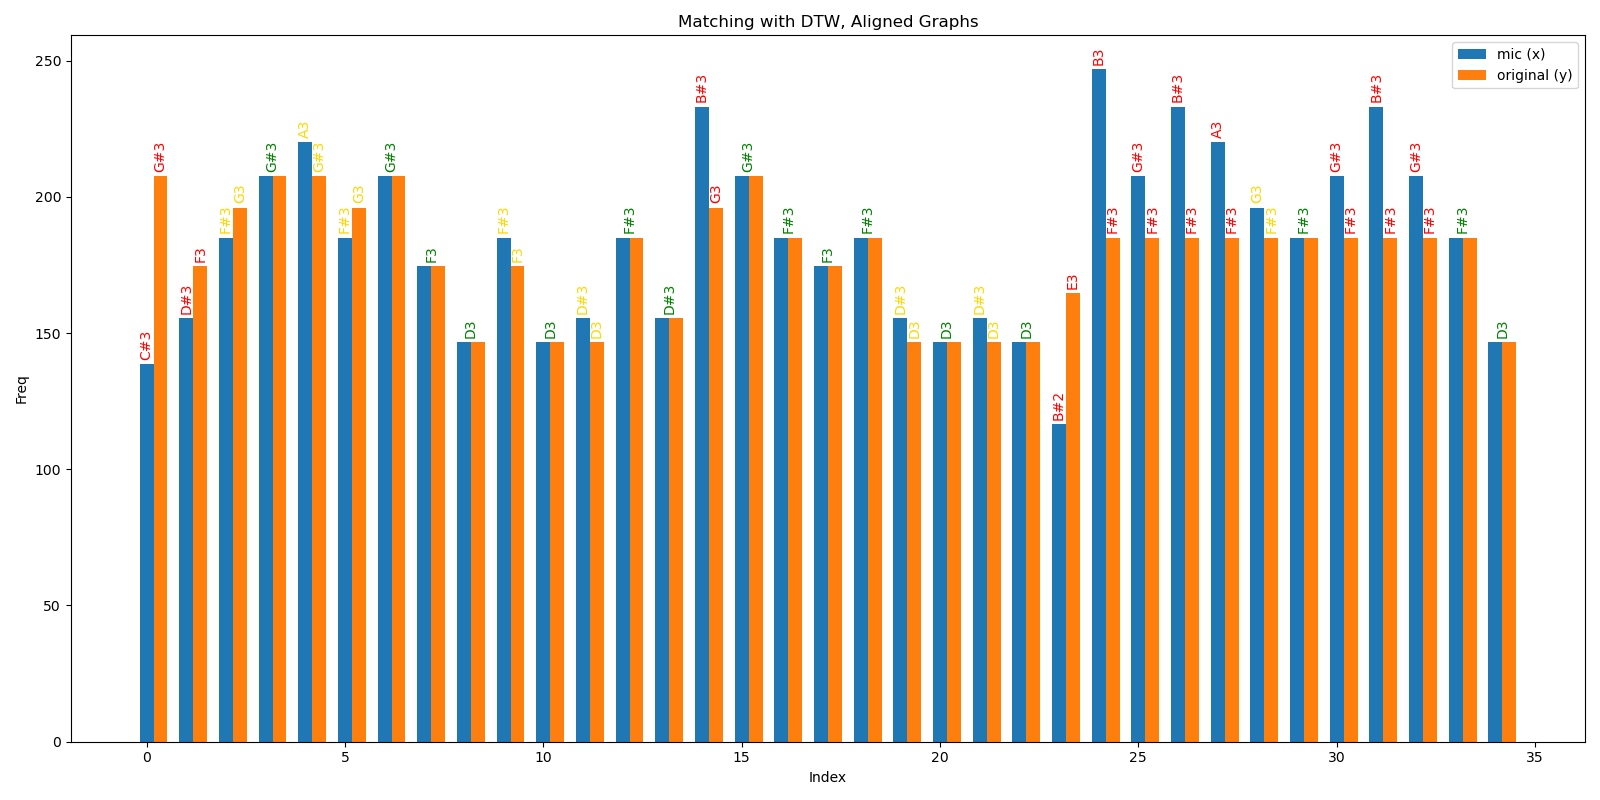 Matching with DTW, Aligned Graphs
mic (x)
original (y)
Freq
250
200
150
100
50
0
C#3 G#3
D#3 F3
F#3 G3
G#3
A3 G#3
F#3 G3
G#3
F3
D3
F#3 F3
D3
D#3 D3
F#3
D#3
B#3 G3
G#3
F#3
F3
F#3
D#3 D3
D3
D#3 D3
D3
B#2 E3
B3 F#3
G#3 F#3
B#3 F#3
A3 F#3
G3 F#3
F#3
G#3 F#3
B#3 F#3
G#3 F#3
F#3
D3
0 5 10 15 20 25 30 35
Index